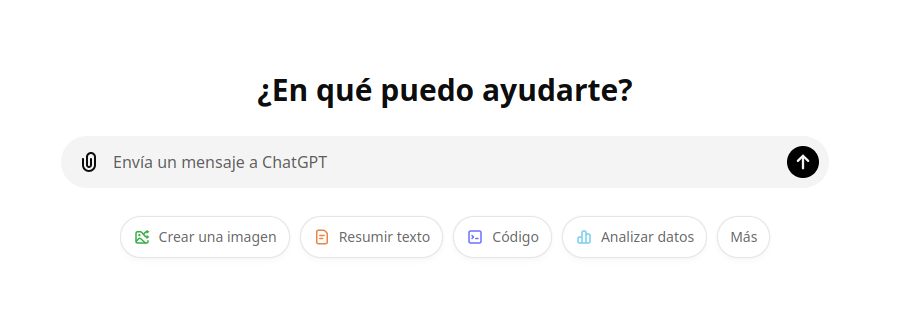 ¿En qué puedo ayudarte?
Envía un mensaje a ChatGPT
Crear una imagen
Resumir texto
Código
Analizar datos
Más